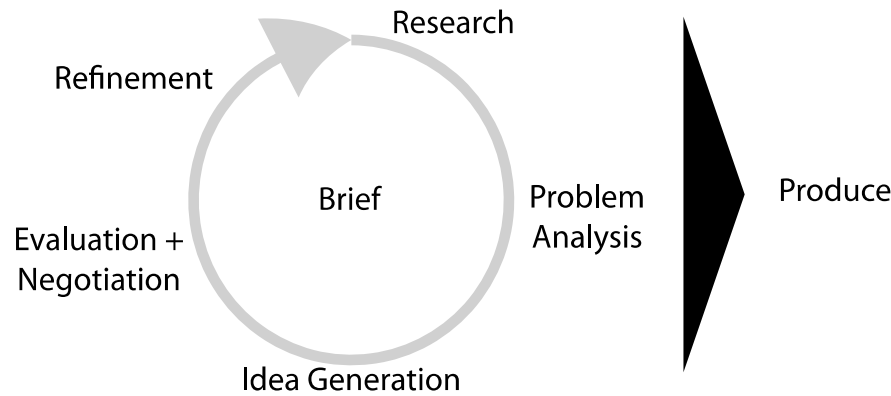 Research
Refinement
Brief
Problem
Analysis
Produce
Evaluation +
Negotiation
Idea Generation